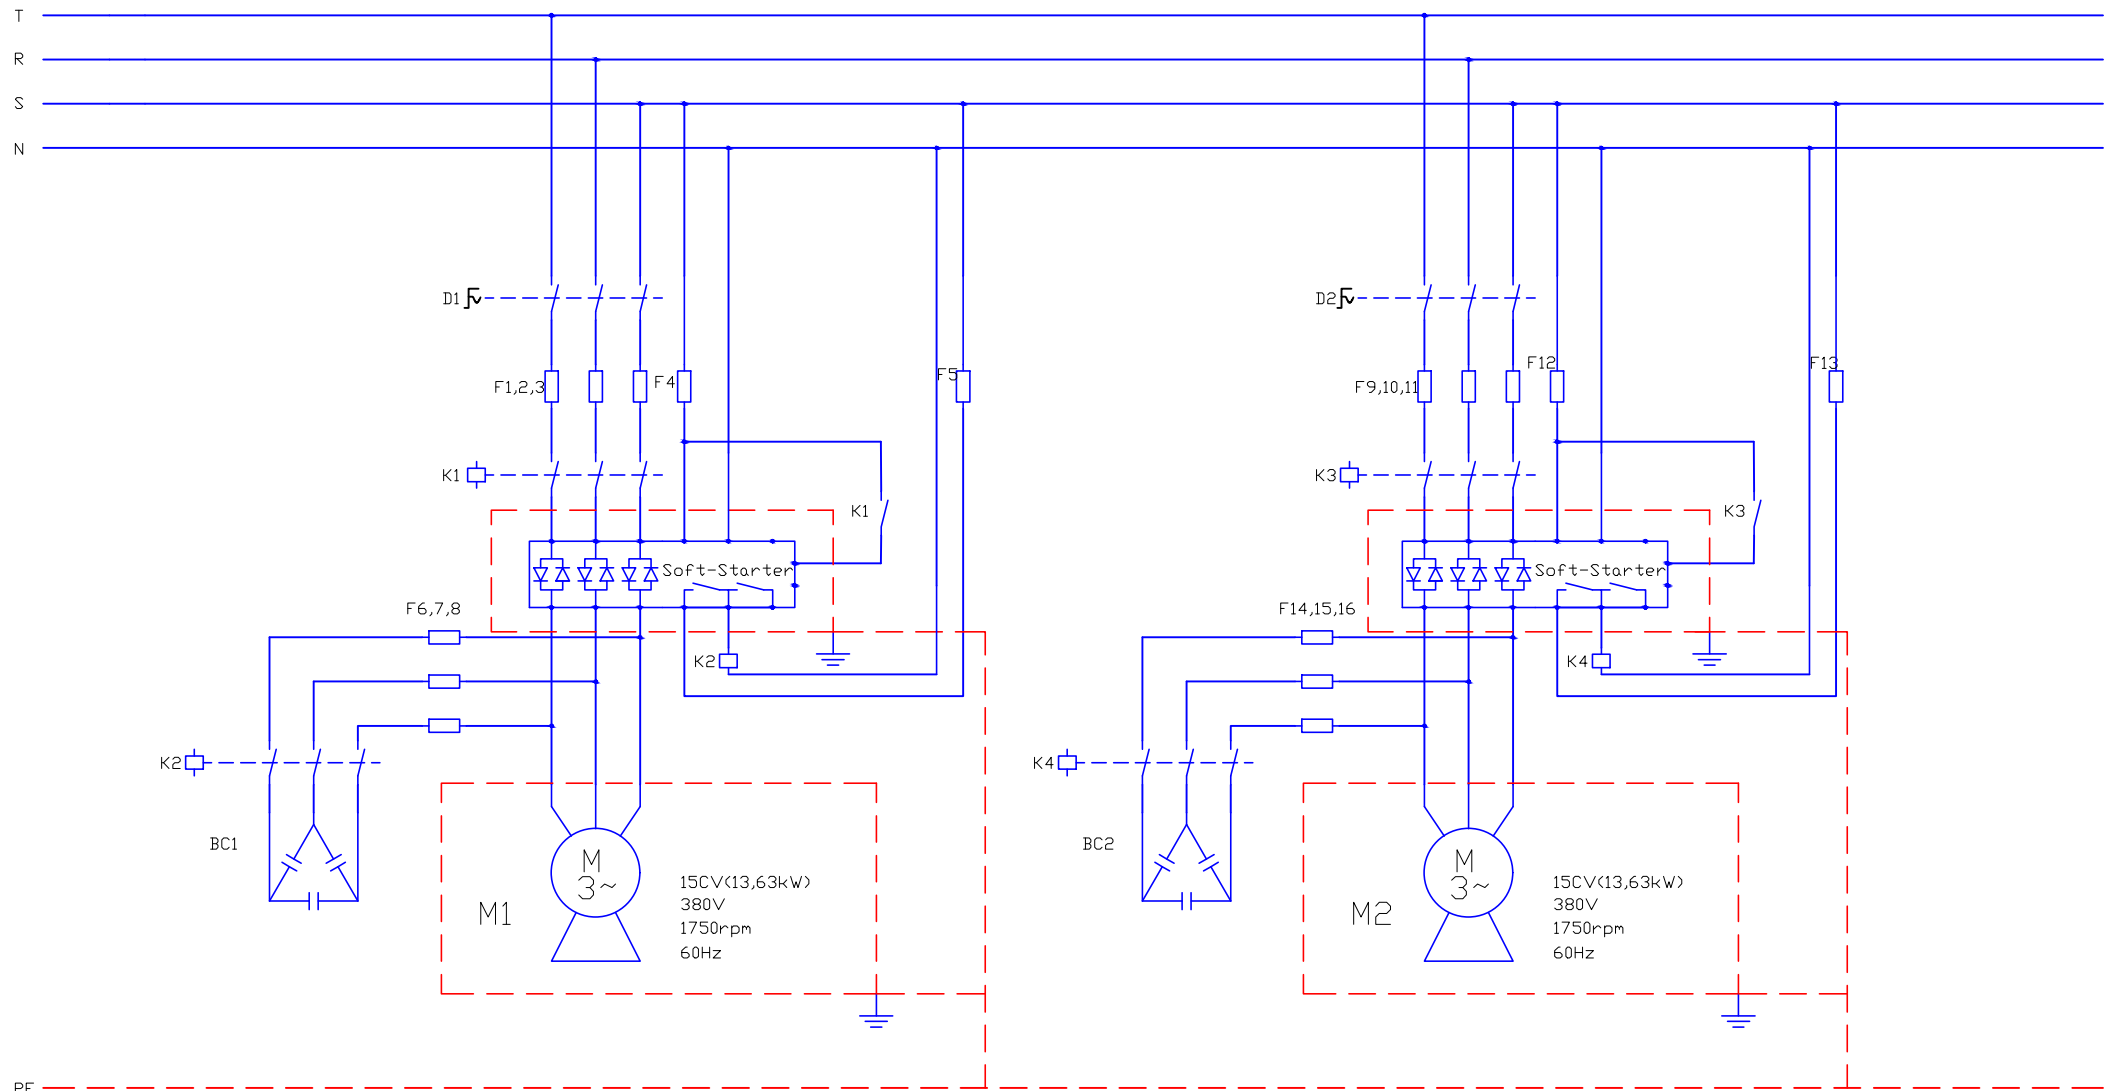 T
R
S
N
D1
D2
F1,2,3
F4
F5
F9,10,11
F12
F13
K1
K3
K1
K3
Soft-Starter
Soft-Starter
F6,7,8
F14,15,16
K2
K4
K2
K4
BC1
BC2
M
3~
M1
15CV(13,63kW)
380V
1750rpm
60Hz
M
3~
M2
15CV(13,63kW)
380V
1750rpm
60Hz
PE